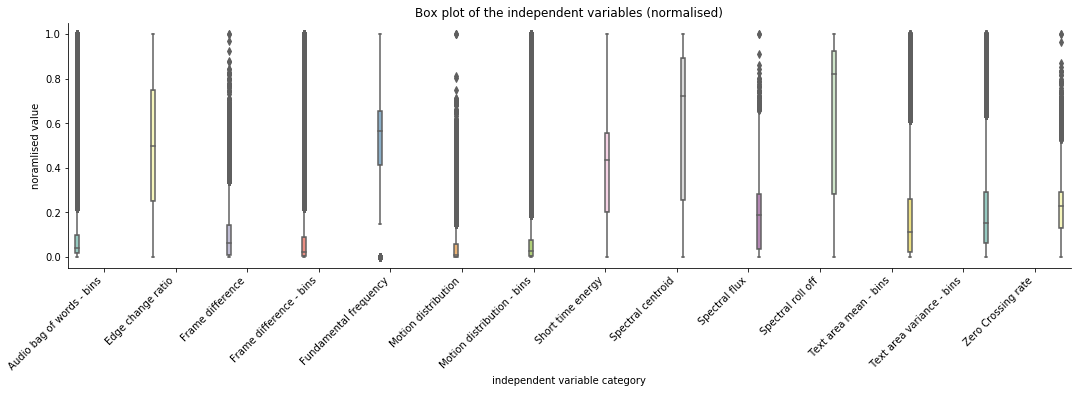 Box plot of the independent variables (normalised)
1.0
0.8
0.6
0.4
0.2
0.0
noramlised value
Audio bag of words - bins
Edge change ratio
Frame difference
Frame difference - bins
Fundamental frequency
Motion distribution
Motion distribution - bins
Short time energy
Spectral centroid
Spectral flux
Spectral roll off
Text area mean - bins
Text area variance - bins
Zero Crossing rate
independent variable category